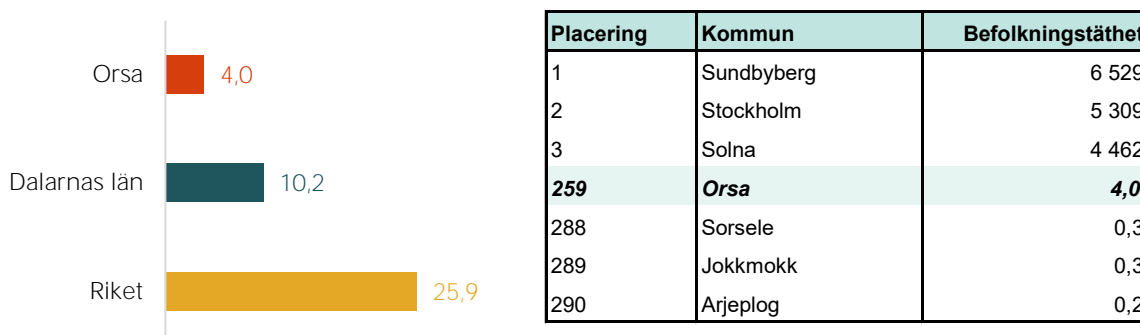 Orsa 4,0
Dalarnas län 10,2
Riket 25,9
Placering Kommun Befolkningstäthet
1 Sundbyberg 6 529
2 Stockholm 5 309
3 Solna 4 462
259 Orsa 4,0
288 Sorsele 0,3
289 Jokkmokk 0,3
290 Arjeplog 0,2